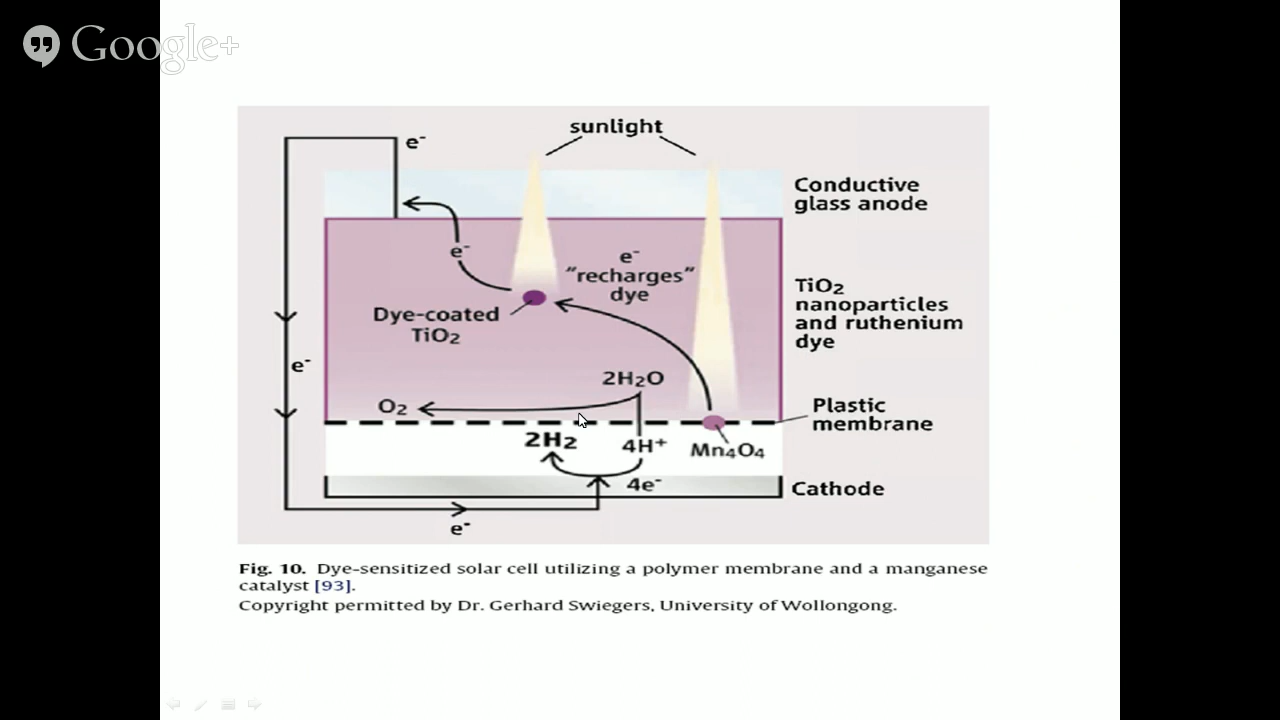 Google+
sunlight
e⁻
Conductive
glass anode
e⁻
e⁻
"recharges"
dye
Dye-coated
TiO₂
TiO₂
nanoparticles
and ruthenium
dye
e⁻
2H₂O
O₂
Plastic
membrane
2H₂
4H⁺
Mn₄O₄
4e⁻
Cathode
e⁻
Fig. 10. Dye-sensitized solar cell utilizing a polymer membrane and a manganese
catalyst [93].
Copyright permitted by Dr. Gerhard Swiegers, University of Wollongong.